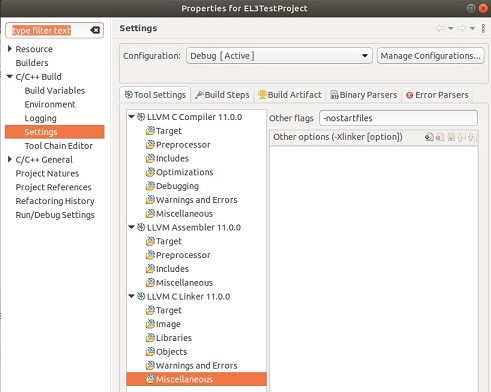 Properties for EL3TestProject
type filter text
Resource
Builders
C/C++ Build
Build Variables
Environment
Logging
Settings
Tool Chain Editor
C/C++ General
Project Natures
Project References
Refactoring History
Run/Debug Settings
Settings
Configuration: Debug [ Active ] Manage Configurations...
Tool Settings Build Steps Build Artifact Binary Parsers Error Parsers
LLVM C Compiler 11.0.0
Target
Preprocessor
Includes
Optimizations
Debugging
Warnings and Errors
Miscellaneous
LLVM Assembler 11.0.0
Target
Preprocessor
Includes
Miscellaneous
LLVM C Linker 11.0.0
Target
Image
Libraries
Objects
Warnings and Errors
Miscellaneous
Other flags -nostartfiles
Other options (-Xlinker [option])